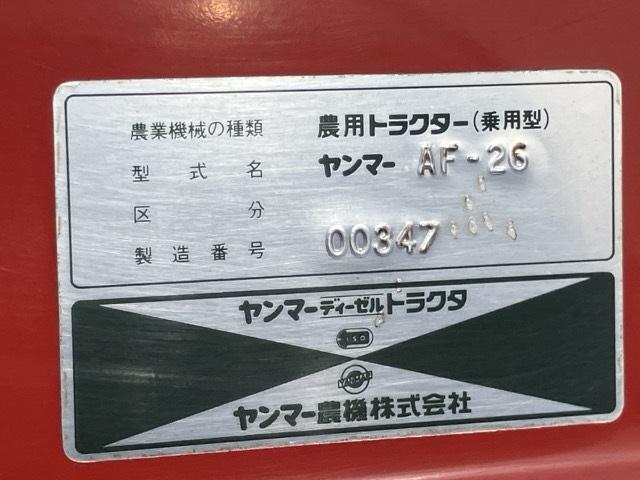 農業機械の種類 農用トラクター(乗用型)
型式名 ヤンマー AF-26
区分
製造番号 00347
ヤンマーディーゼルトラクタ
YANMAR
ヤンマー農機株式会社